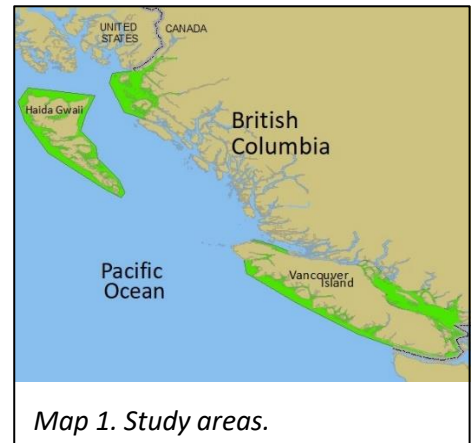 UNITED
STATES
CANADA
Haida Gwaii
British
Columbia
Pacific
Ocean
Vancouver
Island
Map 1. Study areas.